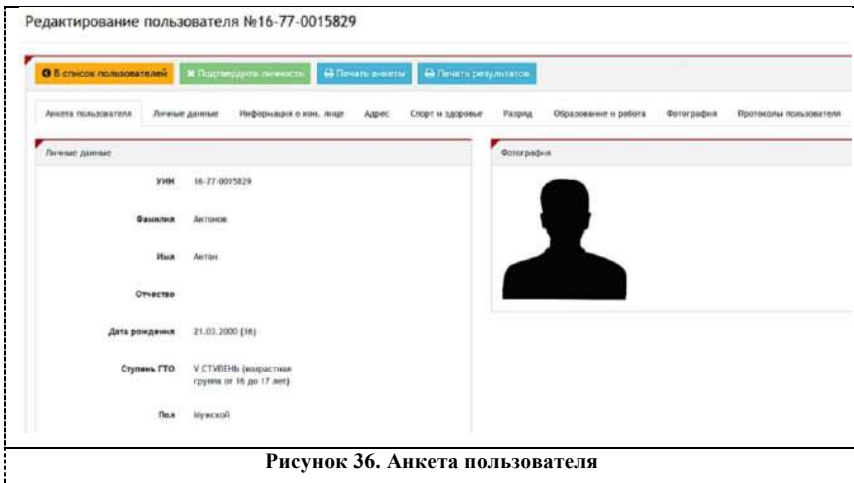 Редактирование пользователя №16-77-0015829
В список пользователей Подтвердить личность Печать анкеты Печать результатов
Анкета пользователя Личные данные Информация о кон. лице Адрес Спорт и здоровье Разряд Образование и работа Фотография Протоколы пользователя
Личные данные
Фотография
УИН 16-77-0015829
Фамилия Антонов
Имя Антон
Отчество
Дата рождения 21.03.2000 (16)
Ступень ГТО V СТУПЕНЬ (возрастная
группа от 16 до 17 лет)
Пол Мужской
Рисунок 36. Анкета пользователя